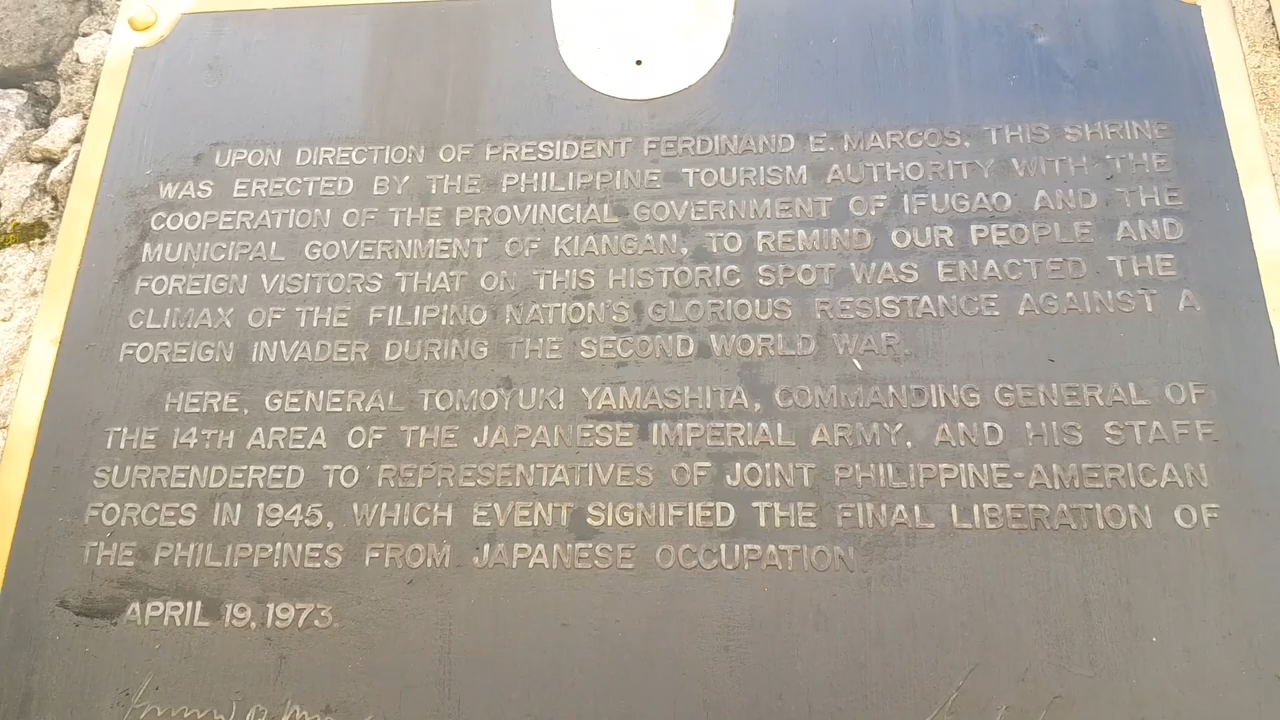 UPON DIRECTION OF PRESIDENT FERDINAND E. MARCOS, THIS SHRINE
WAS ERECTED BY THE PHILIPPINE TOURISM AUTHORITY WITH THE
COOPERATION OF THE PROVINCIAL GOVERNMENT OF IFUGAO AND THE
MUNICIPAL GOVERNMENT OF KIANGAN, TO REMIND OUR PEOPLE AND
FOREIGN VISITORS THAT ON THIS HISTORIC SPOT WAS ENACTED THE
CLIMAX OF THE FILIPINO NATION'S GLORIOUS RESISTANCE AGAINST A
FOREIGN INVADER DURING THE SECOND WORLD WAR.
HERE, GENERAL TOMOYUKI YAMASHITA, COMMANDING GENERAL OF
THE 14TH AREA OF THE JAPANESE IMPERIAL ARMY, AND HIS STAFF
SURRENDERED TO REPRESENTATIVES OF JOINT PHILIPPINE-AMERICAN
FORCES IN 1945, WHICH EVENT SIGNIFIED THE FINAL LIBERATION OF
THE PHILIPPINES FROM JAPANESE OCCUPATION
APRIL 19, 1973.